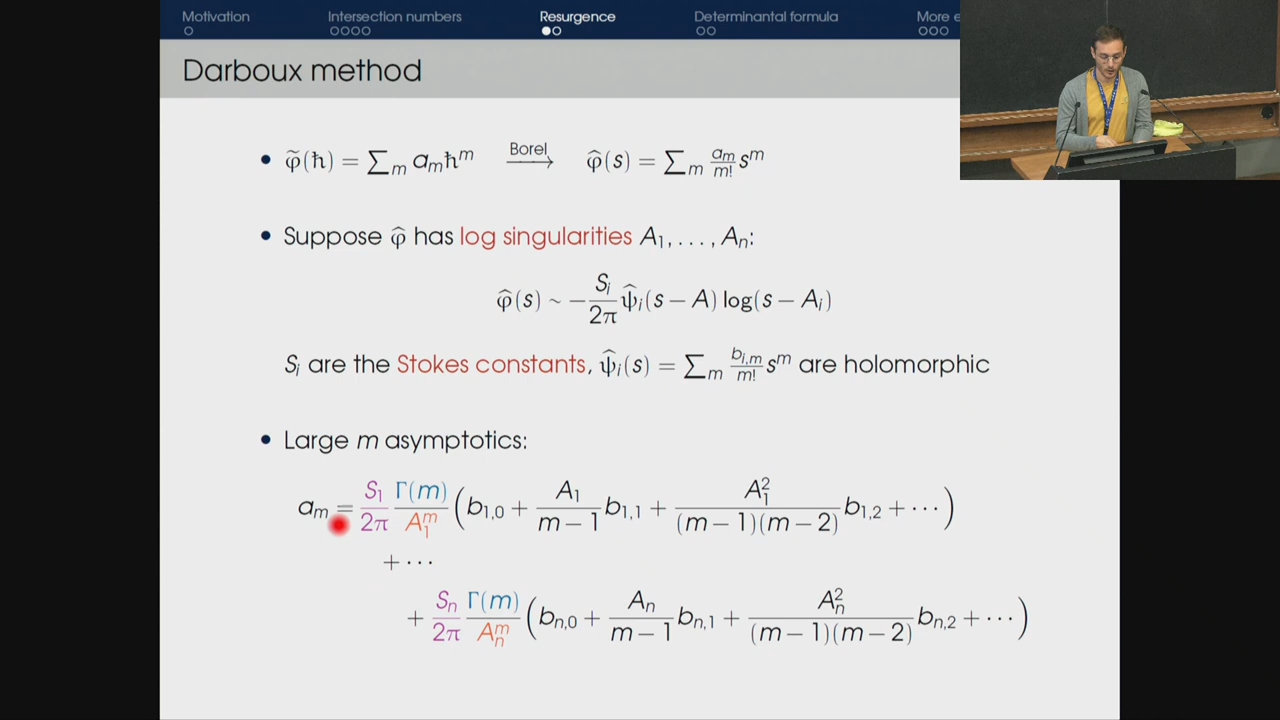 Motivation Intersection numbers Resurgence Determinantal formula More e
Darboux method
• φ̃(ħ) = ∑ₘ aₘħᵐ Borel⟶ φ̂(s) = ∑ₘ aₘ/m! sᵐ
• Suppose φ̂ has log singularities A₁, . . . , Aₙ:
φ̂(s) ~ −Sᵢ/2π ψ̂ᵢ(s − A) log(s − Aᵢ)
Sᵢ are the Stokes constants, ψ̂ᵢ(s) = ∑ₘ bᵢ,ₘ/m! sᵐ are holomorphic
• Large m asymptotics:
aₘ = S₁/2π Γ(m)/A₁ᵐ (b₁,₀ + A₁/(m − 1) b₁,₁ + A₁²/((m − 1)(m − 2)) b₁,₂ + ⋯)
+ ⋯
+ Sₙ/2π Γ(m)/Aₙᵐ (bₙ,₀ + Aₙ/(m − 1) bₙ,₁ + Aₙ²/((m − 1)(m − 2)) bₙ,₂ + ⋯)